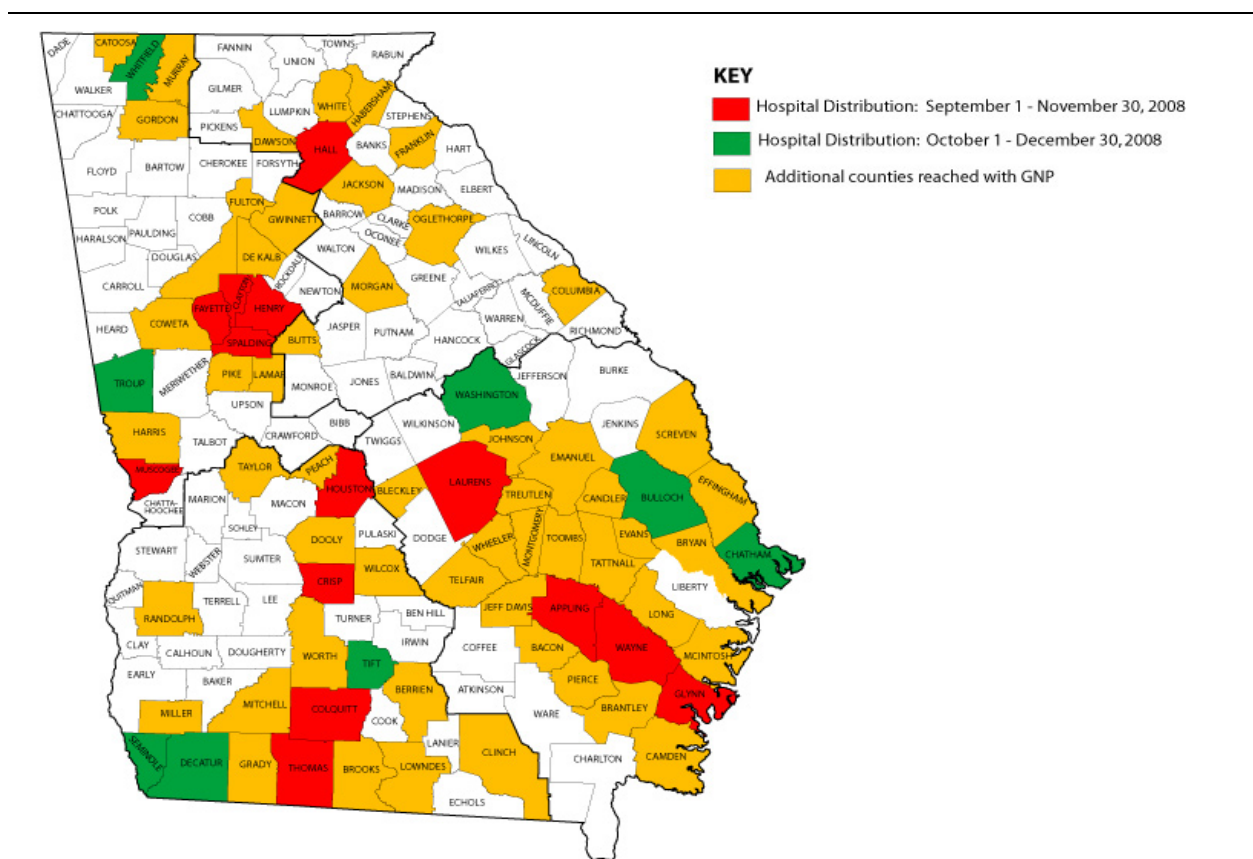 DADE
CATOOSA
WHITFIELD
MURRAY
FANNIN
UNION
TOWNS
RABUN
WALKER
GILMER
LUMPKIN
WHITE
HABERSHAM
STEPHENS
CHATTOOGA
GORDON
PICKENS
DAWSON
HALL
BANKS
FRANKLIN
HART
FLOYD
BARTOW
CHEROKEE
FORSYTH
JACKSON
MADISON
ELBERT
POLK
PAULDING
COBB
FULTON
GWINNETT
BARROW
CLARKE
OCONEE
OGLETHORPE
HARALSON
DOUGLAS
DE KALB
ROCKDALE
WALTON
WILKES
LINCOLN
CARROLL
NEWTON
MORGAN
GREENE
TALIAPERRO
MCDUFFIE
COLUMBIA
FAYETTE
CLAYTON
HENRY
HEARD
COWETA
SPALDING
BUTTS
JASPER
PUTNAM
HANCOCK
WARREN
GLASCOCK
RICHMOND
TROUP
MERIWETHER
PIKE
LAMAR
MONROE
JONES
BALDWIN
WASHINGTON
JEFFERSON
BURKE
UPSON
HARRIS
TALBOT
CRAWFORD
BIBB
TWIGGS
WILKINSON
JOHNSON
EMANUEL
JENKINS
SCREVEN
MUSCOGEE
CHATTA-
HOOCHEE
MARION
TAYLOR
MACON
PEACH
HOUSTON
BLECKLEY
LAURENS
TREUTLEN
CANDLER
BULLOCH
EFFINGHAM
SCHLEY
DOOLY
PULASKI
DODGE
WHEELER
MONTGOMERY
TOOMBS
EVANS
TATTNALL
BRYAN
CHATHAM
STEWART
WEBSTER
SUMTER
CRISP
WILCOX
TELFAIR
LIBERTY
QUITMAN
RANDOLPH
TERRELL
LEE
TURNER
BEN HILL
JEFF DAVIS
APPLING
WAYNE
LONG
MCINTOSH
CLAY
CALHOUN
DOUGHERTY
WORTH
TIFT
IRWIN
COFFEE
BACON
PIERCE
GLYNN
EARLY
BAKER
MITCHELL
COLQUITT
BERRIEN
ATKINSON
WARE
BRANTLEY
MILLER
COOK
LANIER
CLINCH
CHARLTON
CAMDEN
SEMINOLE
DECATUR
GRADY
THOMAS
BROOKS
LOWNDES
ECHOLS
KEY
Hospital Distribution: September 1 - November 30, 2008
Hospital Distribution: October 1 - December 30, 2008
Additional counties reached with GNP